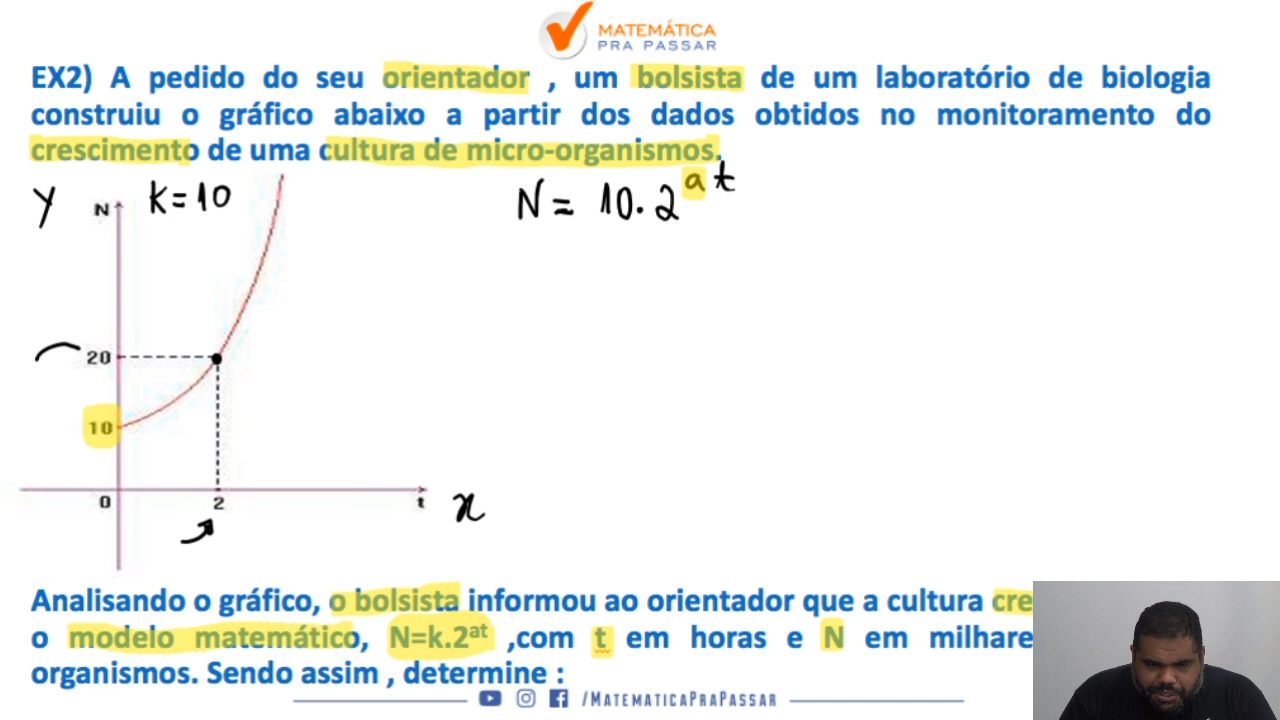 MATEMÁTICA
PRA PASSAR
EX2) A pedido do seu orientador , um bolsista de um laboratório de biologia
construiu o gráfico abaixo a partir dos dados obtidos no monitoramento do
crescimento de uma cultura de micro-organismos.
y N k=10
N = 10.2^at
20
10
0 2 t x
Analisando o gráfico, o bolsista informou ao orientador que a cultura cre
o modelo matemático, N=k.2^at ,com t em horas e N em milhare
organismos. Sendo assim , determine :
/MATEMATICAPRAPASSAR